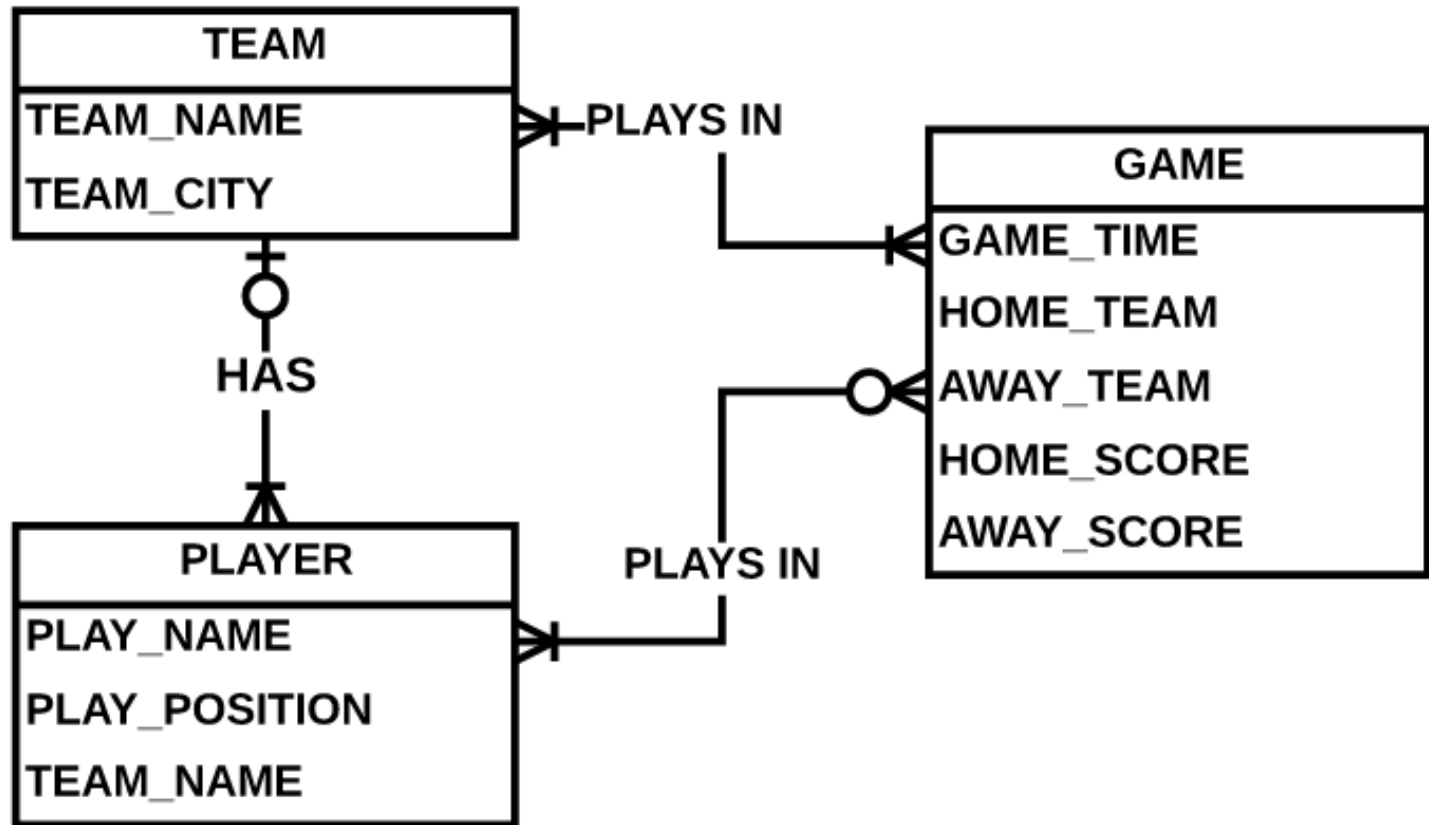 TEAM
TEAM_NAME
TEAM_CITY
PLAYS IN
HAS
PLAYER
PLAY_NAME
PLAY_POSITION
TEAM_NAME
PLAYS IN
GAME
GAME_TIME
HOME_TEAM
AWAY_TEAM
HOME_SCORE
AWAY_SCORE